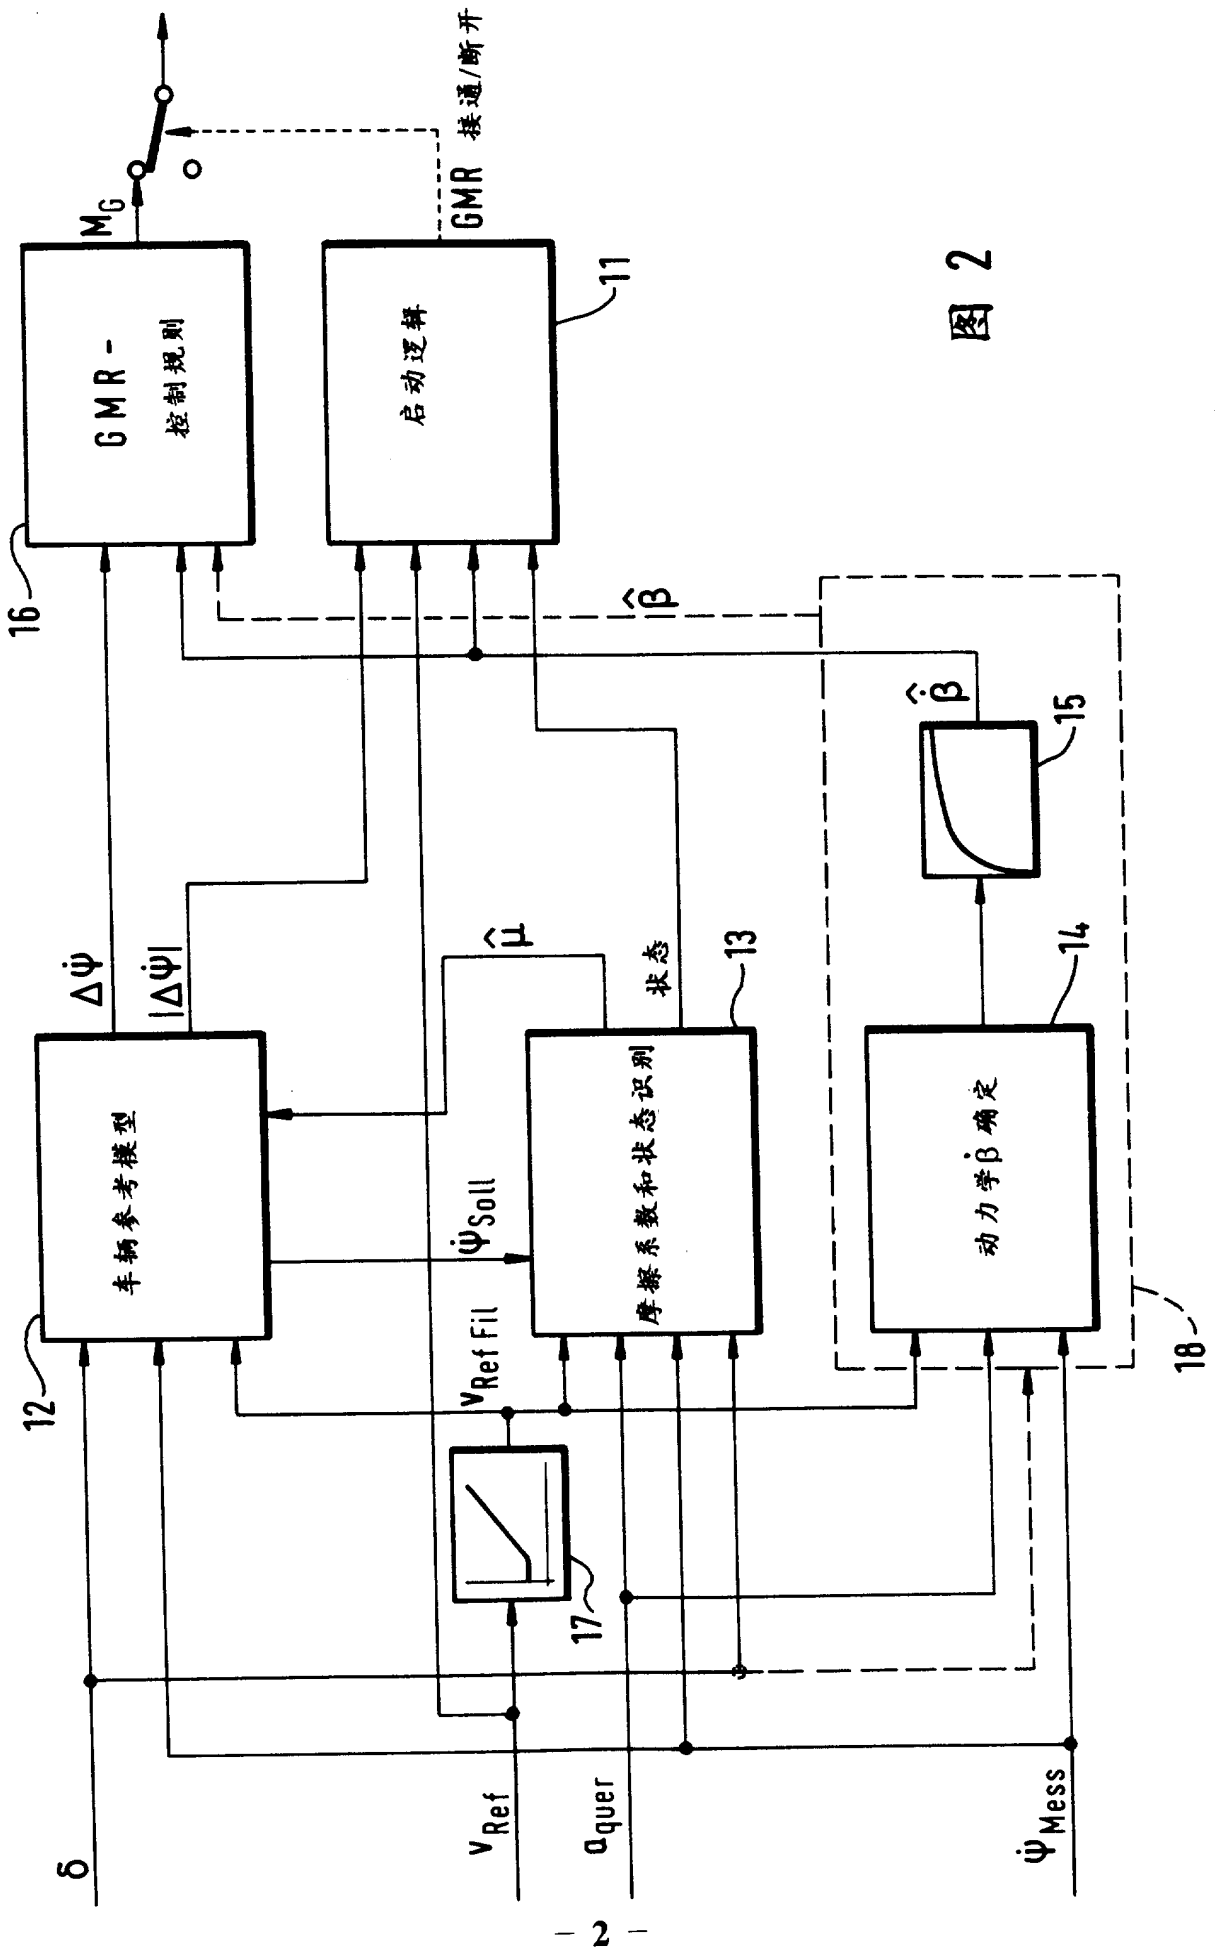 δ
v_Ref
a_quer
ψ̇_Mess
12
车辆参考模型
Δψ̇
|Δψ̇|
16
GMR-
控制规则
M_G
启动逻辑
11
GMR 接通/断开
17
v_RefFil
ψ̇_Soll
μ̂
摩擦系数和状态识别
状态
13
动力学β̇确定
14
15
β̇̂
β̂
18
图 2
- 2 -